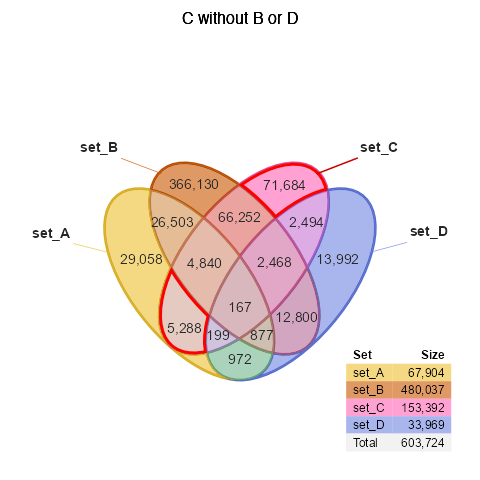 C without B or D
set_B
set_C
366,130
71,684
26,503
66,252
2,494
set_A
set_D
29,058
4,840
2,468
13,992
167
5,288
199
877
12,800
972
Set Size
set_A 67,904
set_B 480,037
set_C 153,392
set_D 33,969
Total 603,724